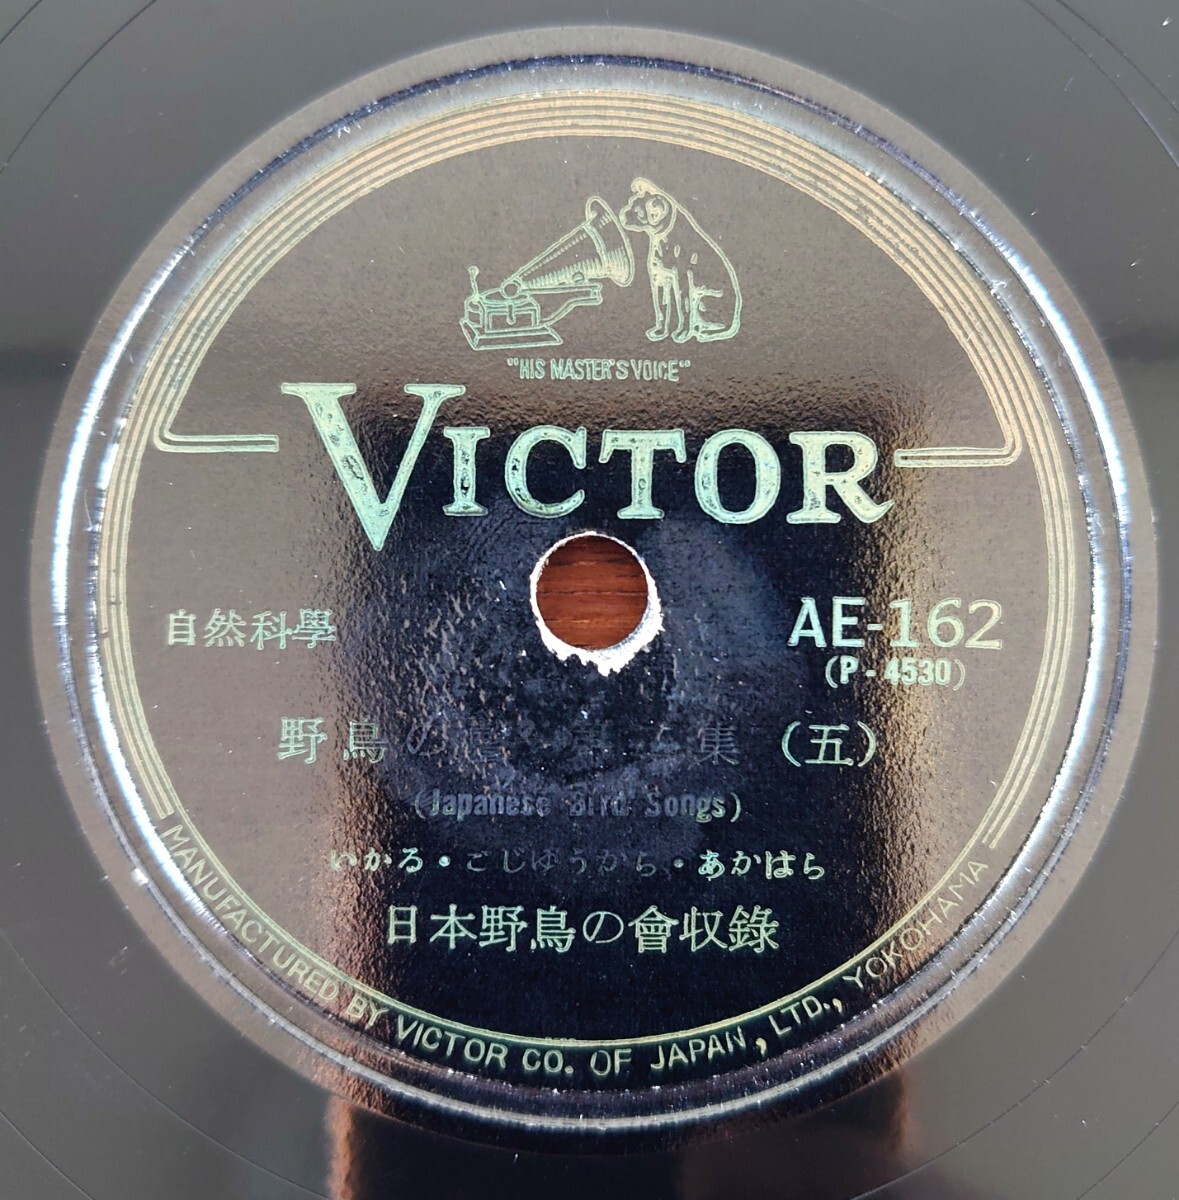 "HIS MASTER'S VOICE"
VICTOR
自然科學
AE-162
(P-4530)
野鳥の 集 (五)
(Japanese Bird Songs)
いかる・ごじゆうから・あかはら
日本野鳥の會収錄
MANUFACTURED BY VICTOR CO. OF JAPAN, LTD., YOKOHAMA